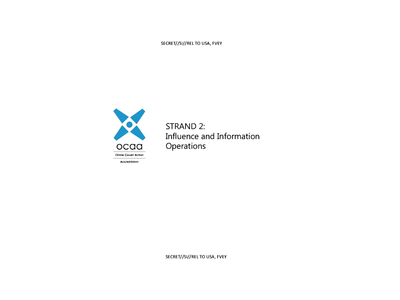 SECRET//SI//REL TO USA, FVEY
STRAND 2:
Influence and Information
Operations
ocaa
Online Covert Action
Accreditation
SECRET//SI//REL TO USA, FVEY